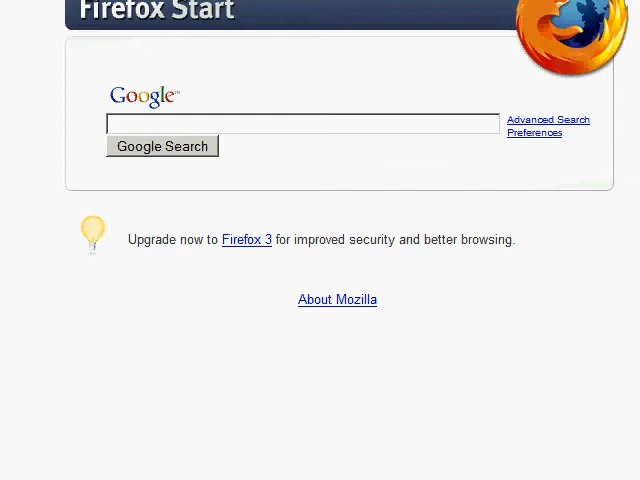 Firefox Start
Google™
Advanced Search
Preferences
Google Search
Upgrade now to Firefox 3 for improved security and better browsing.
About Mozilla